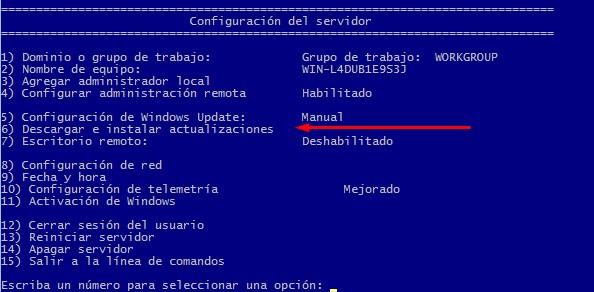 ===============================================================================
Configuración del servidor
===============================================================================
1) Dominio o grupo de trabajo: Grupo de trabajo: WORKGROUP
2) Nombre de equipo: WIN-L4DUB1E9S3J
3) Agregar administrador local
4) Configurar administración remota Habilitado
5) Configuración de Windows Update: Manual
6) Descargar e instalar actualizaciones
7) Escritorio remoto: Deshabilitado
8) Configuración de red
9) Fecha y hora
10) Configuración de telemetría Mejorado
11) Activación de Windows
12) Cerrar sesión del usuario
13) Reiniciar servidor
14) Apagar servidor
15) Salir a la línea de comandos
Escriba un número para seleccionar una opción: